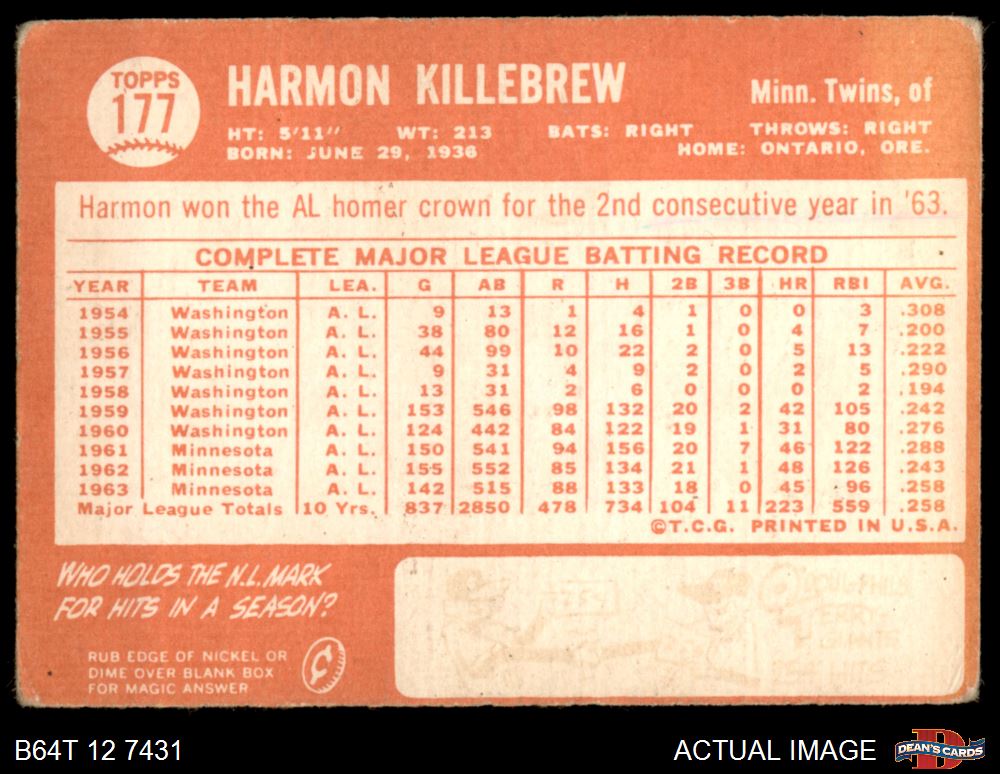 TOPPS
177
HARMON KILLEBREW
Minn. Twins, of
HT: 5'11" WT: 213 BATS: RIGHT THROWS: RIGHT
BORN: JUNE 29, 1936 HOME: ONTARIO, ORE.
Harmon won the AL homer crown for the 2nd consecutive year in '63.
COMPLETE MAJOR LEAGUE BATTING RECORD
YEAR TEAM LEA. G AB R H 2B 3B HR RBI AVG.
1954 Washington A. L. 9 13 1 4 1 0 0 3 .308
1955 Washington A. L. 38 80 12 16 1 0 4 7 .200
1956 Washington A. L. 44 99 10 22 2 0 5 13 .222
1957 Washington A. L. 9 31 4 9 2 0 2 5 .290
1958 Washington A. L. 13 31 2 6 0 0 0 2 .194
1959 Washington A. L. 153 546 98 132 20 2 42 105 .242
1960 Washington A. L. 124 442 84 122 19 1 31 80 .276
1961 Minnesota A. L. 150 541 94 156 20 7 46 122 .288
1962 Minnesota A. L. 155 552 85 134 21 1 48 126 .243
1963 Minnesota A. L. 142 515 88 133 18 0 45 96 .258
Major League Totals 10 Yrs. 837 2850 478 734 104 11 223 559 .258
©T.C.G. PRINTED IN U.S.A.
WHO HOLDS THE N.L. MARK
FOR HITS IN A SEASON?
RUB EDGE OF NICKEL OR
DIME OVER BLANK BOX
FOR MAGIC ANSWER
B64T 12 7431
ACTUAL IMAGE
DEAN'S CARDS